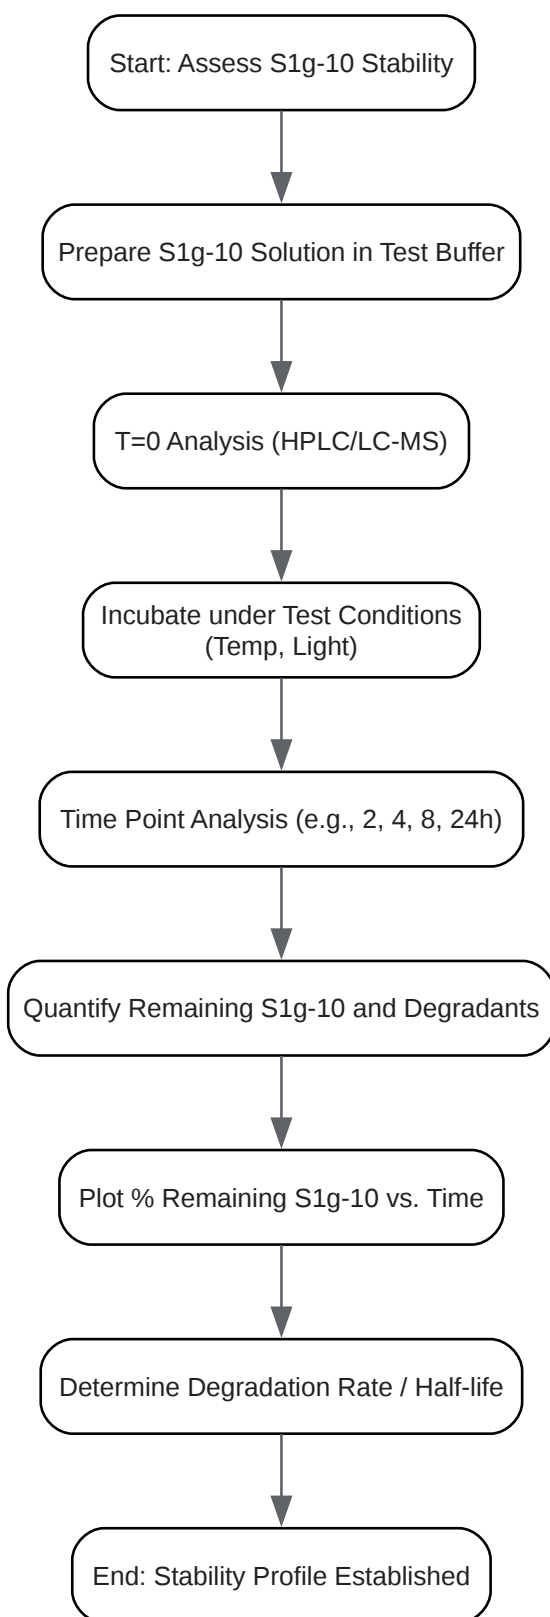 Start: Assess S1g-10 Stability
Prepare S1g-10 Solution in Test Buffer
T=0 Analysis (HPLC/LC-MS)
Incubate under Test Conditions
(Temp, Light)
Time Point Analysis (e.g., 2, 4, 8, 24h)
Quantify Remaining S1g-10 and Degradants
Plot % Remaining S1g-10 vs. Time
Determine Degradation Rate / Half-life
End: Stability Profile Established